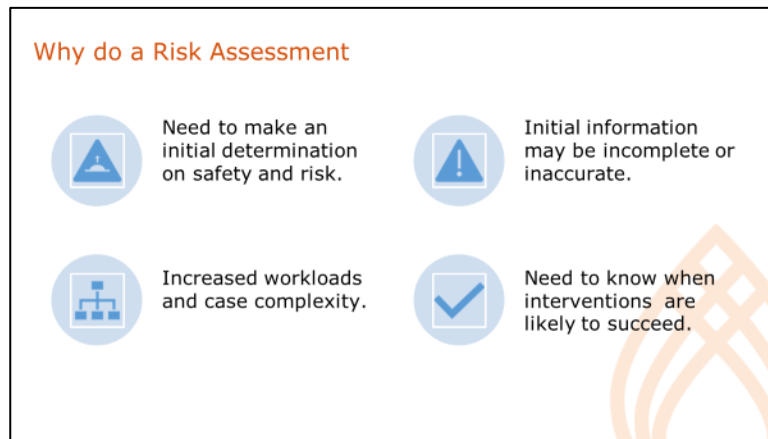 Why do a Risk Assessment
Need to make an
initial determination
on safety and risk.
Initial information
may be incomplete or
inaccurate.
Increased workloads
and case complexity.
Need to know when
interventions are
likely to succeed.